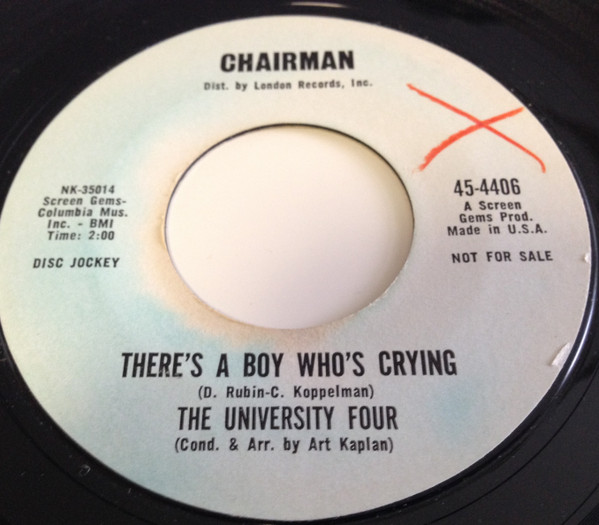 CHAIRMAN
Dist. by London Records, Inc.
NK-35014
Screen Gems-
Columbia Mus.
Inc. - BMI
Time: 2:00
DISC JOCKEY
45-4406
A Screen
Gems Prod.
Made in U.S.A.
NOT FOR SALE
THERE'S A BOY WHO'S CRYING
(D. Rubin-C. Koppelman)
THE UNIVERSITY FOUR
(Cond. & Arr. by Art Kaplan)